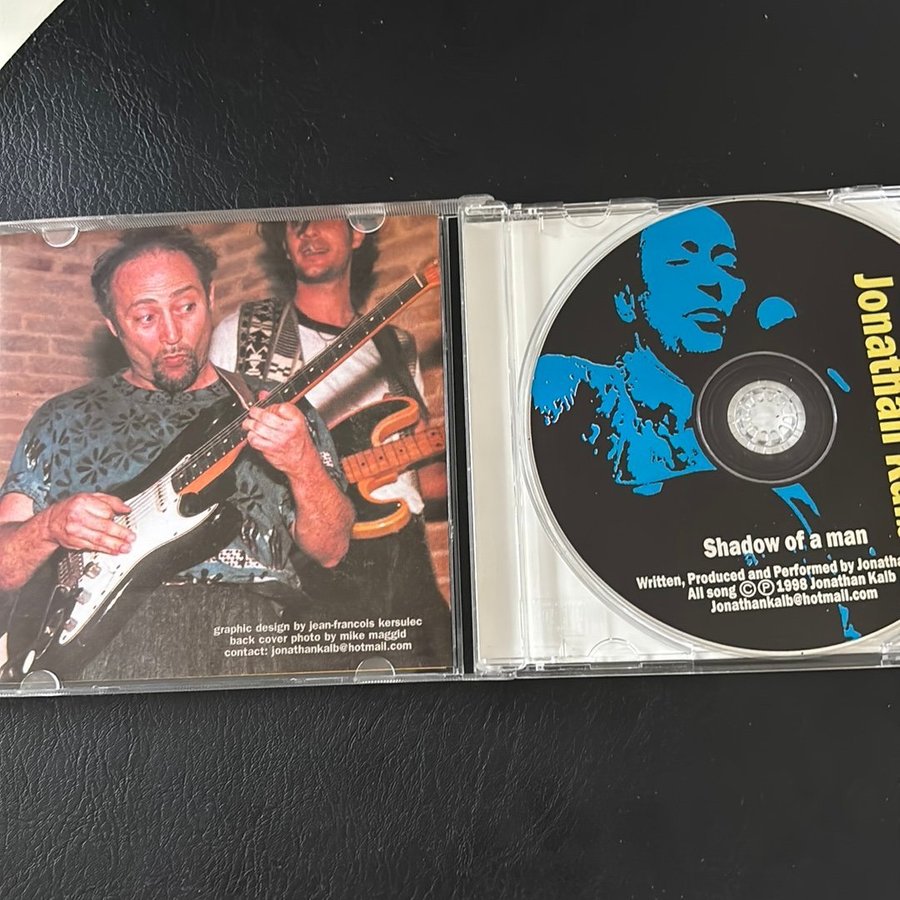 graphic design by jean-francois kersulec
back cover photo by mike maggid
contact: jonathankalb@hotmail.com
Jonathan
Shadow of a man
Written, Produced and Performed by
All song ©℗ 1998 Jonathan Kalb
Jonathankalb@hotmail.com